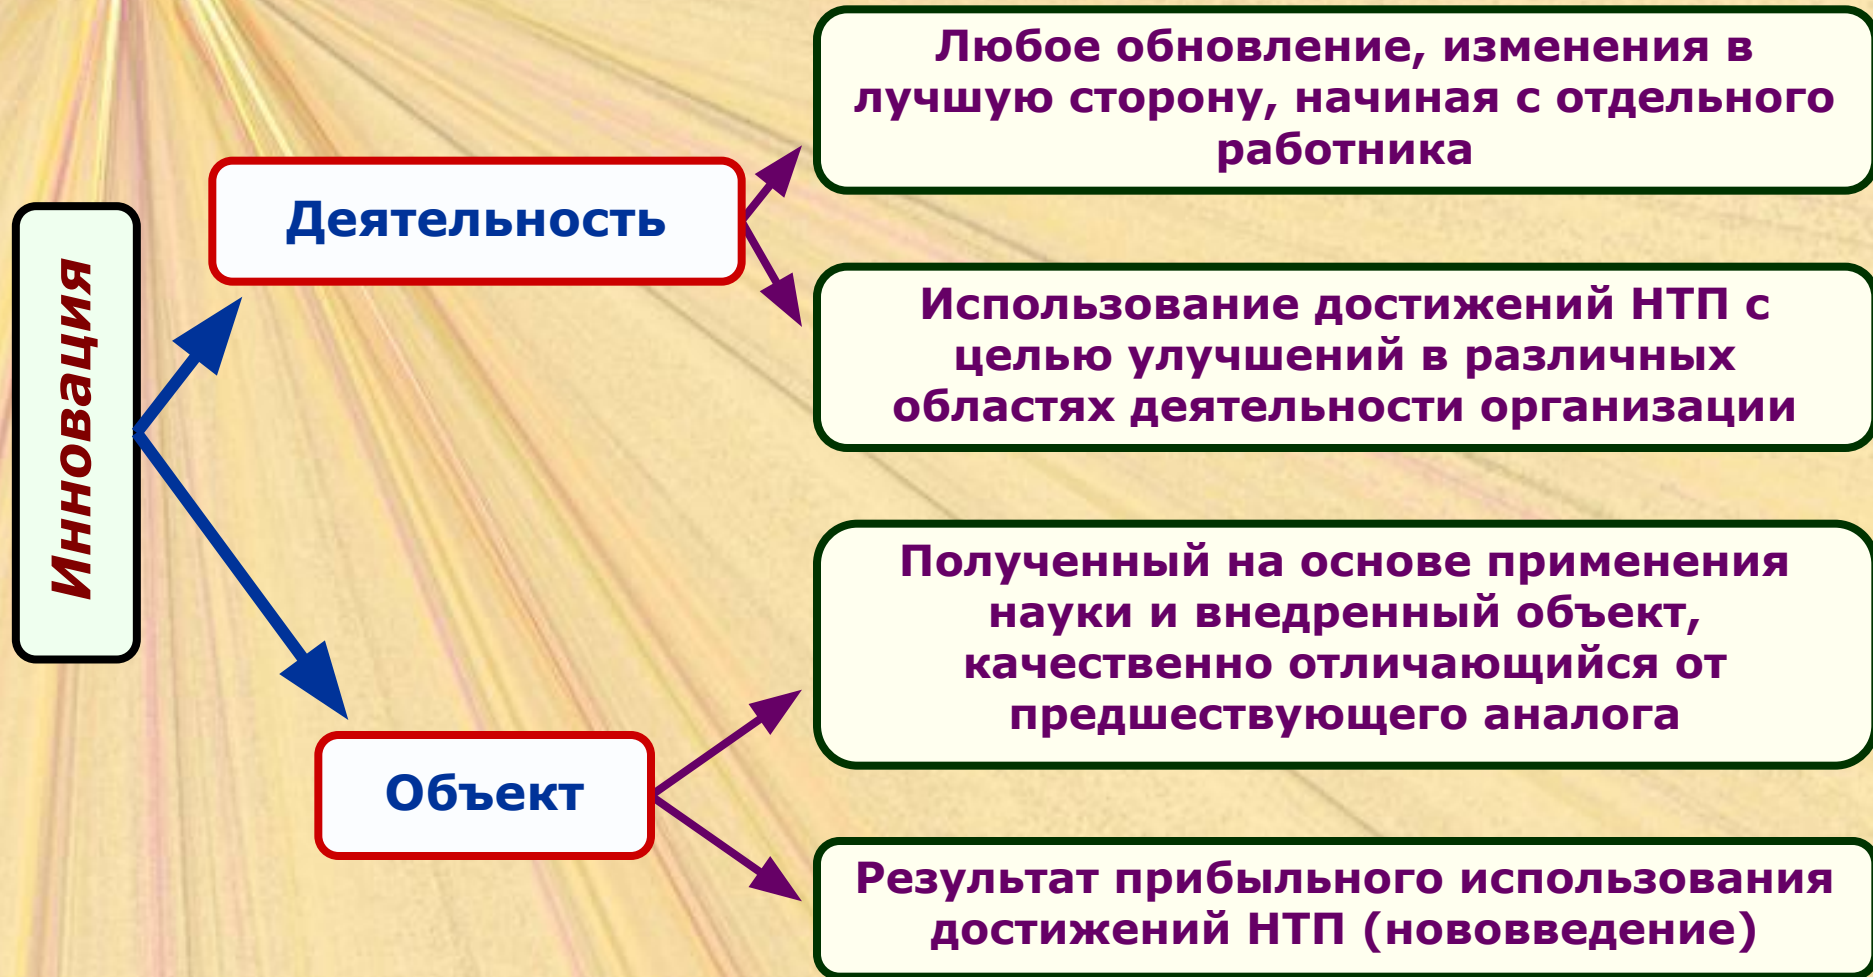 Инновация
Деятельность
Любое обновление, изменения в
лучшую сторону, начиная с отдельного
работника
Использование достижений НТП с
целью улучшений в различных
областях деятельности организации
Объект
Полученный на основе применения
науки и внедренный объект,
качественно отличающийся от
предшествующего аналога
Результат прибыльного использования
достижений НТП (нововведение)